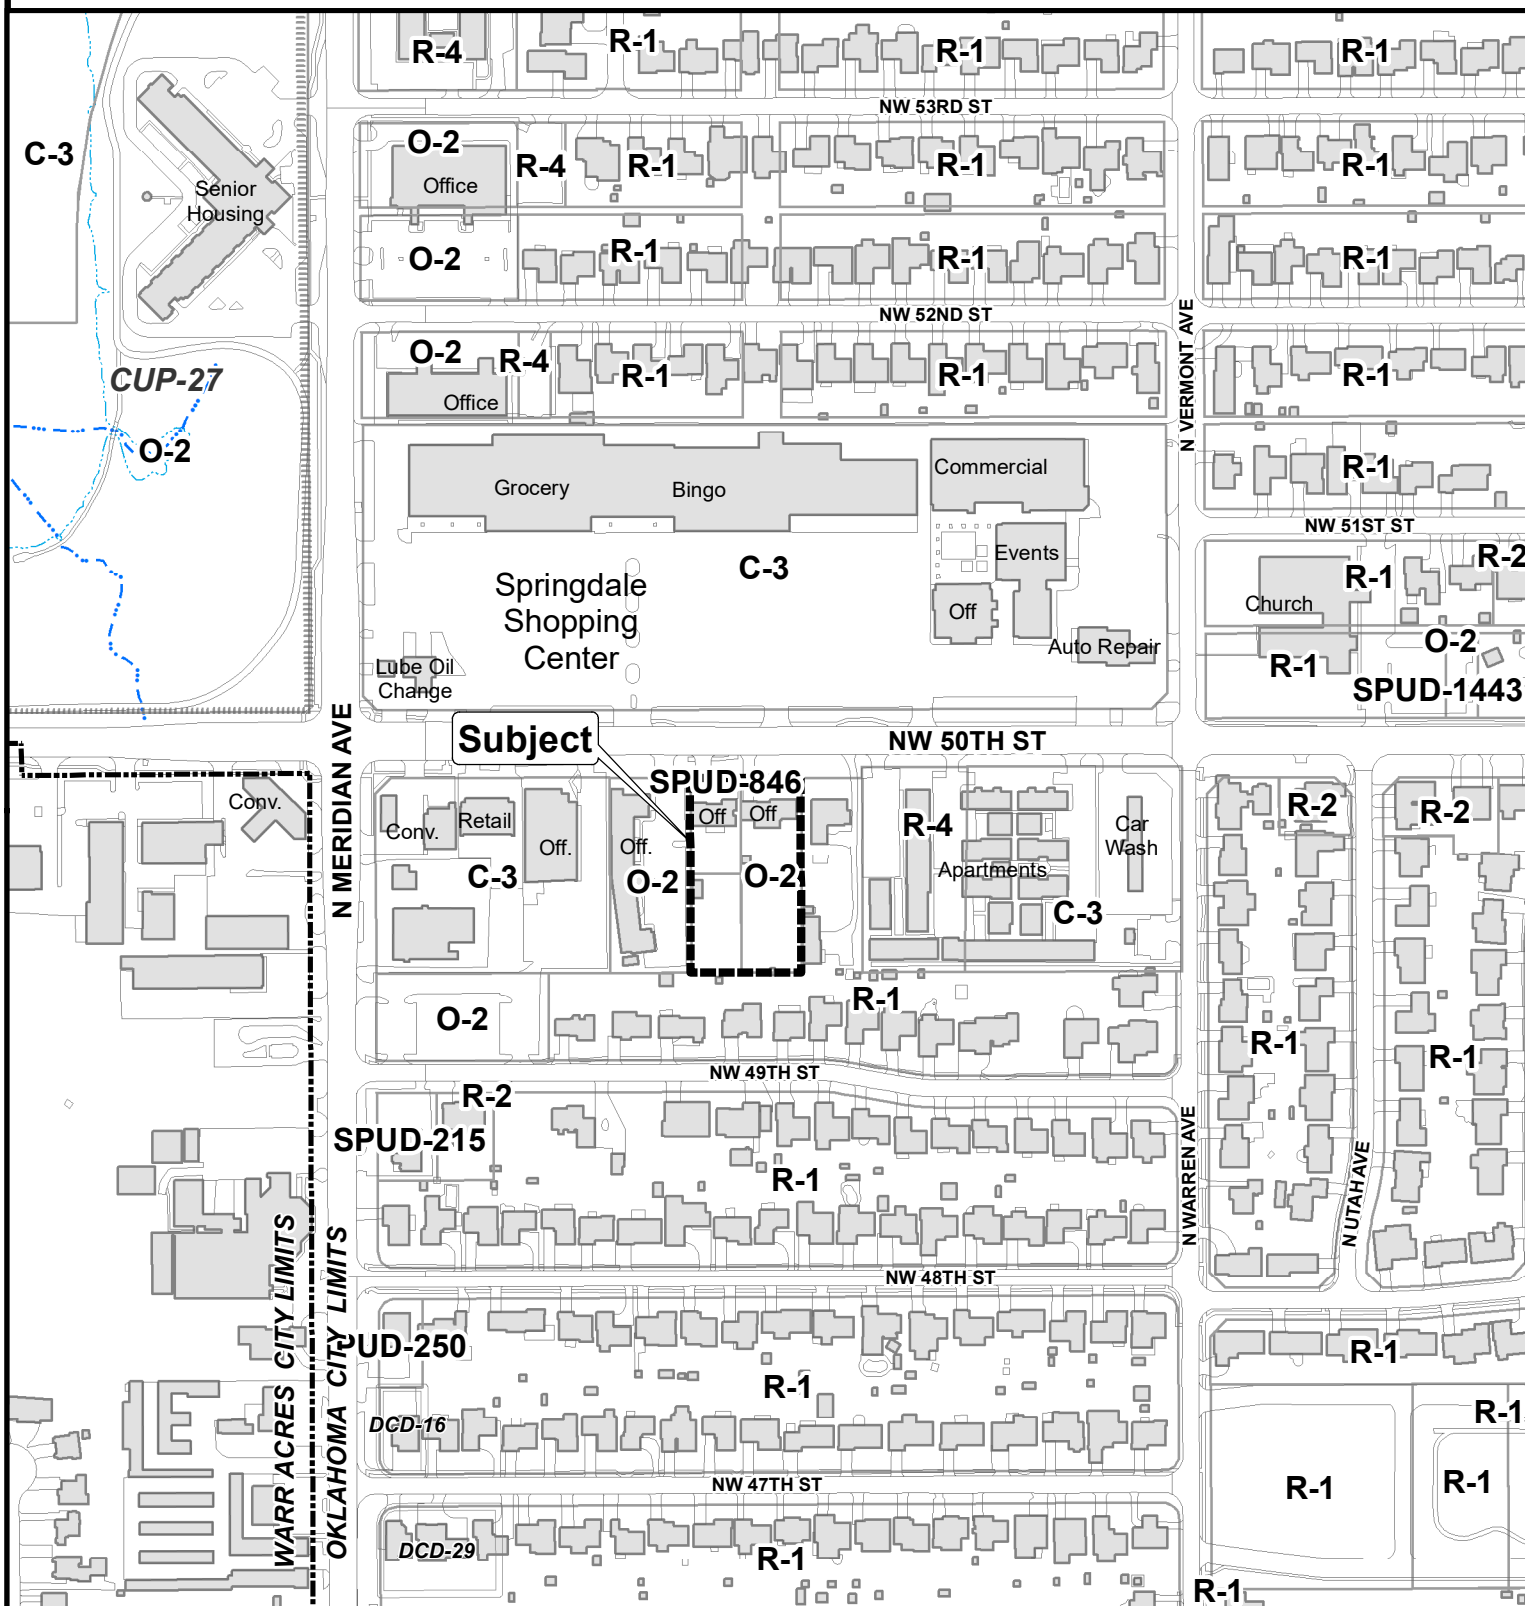 R-4
R-1
R-1
R-1
NW 53RD ST
C-3
O-2
Office
R-4
R-1
R-1
R-1
Senior
Housing
O-2
R-1
R-1
R-1
NW 52ND ST
N VERMONT AVE
O-2
R-4
Office
R-1
R-1
R-1
CUP-27
O-2
Grocery
Bingo
Commercial
R-1
NW 51ST ST
Events
C-3
Springdale
Shopping
Center
Off
Auto Repair
Lube Oil
Change
R-1
R-2
Church
O-2
R-1
SPUD-1443
N MERIDIAN AVE
Subject
NW 50TH ST
SPUD-846
Conv.
Conv.
Retail
Off.
Off.
Off
Off
C-3
O-2
O-2
R-4
Apartments
Car
Wash
C-3
R-2
R-2
O-2
R-1
R-1
R-1
NW 49TH ST
R-2
SPUD-215
R-1
N WARREN AVE
N UTAH AVE
NW 48TH ST
WARR ACRES CITY LIMITS
OKLAHOMA CITY LIMITS
PUD-250
R-1
R-1
DCD-16
R-1
R-1
R-1
NW 47TH ST
DCD-29
R-1
R-1